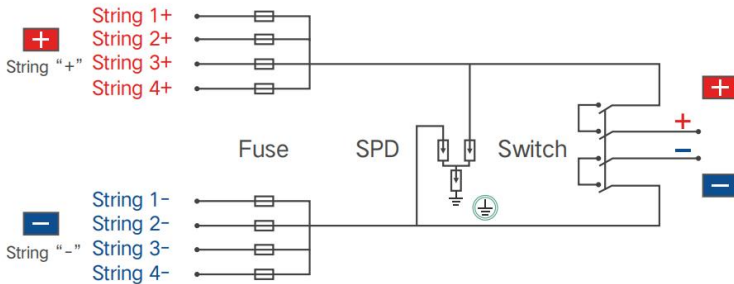 String 1+
String 2+
+
String "+"
String 3+
String 4+
+
+
−
Fuse
SPD
Switch
−
String 1−
String 2−
−
String "-"
String 3−
String 4−